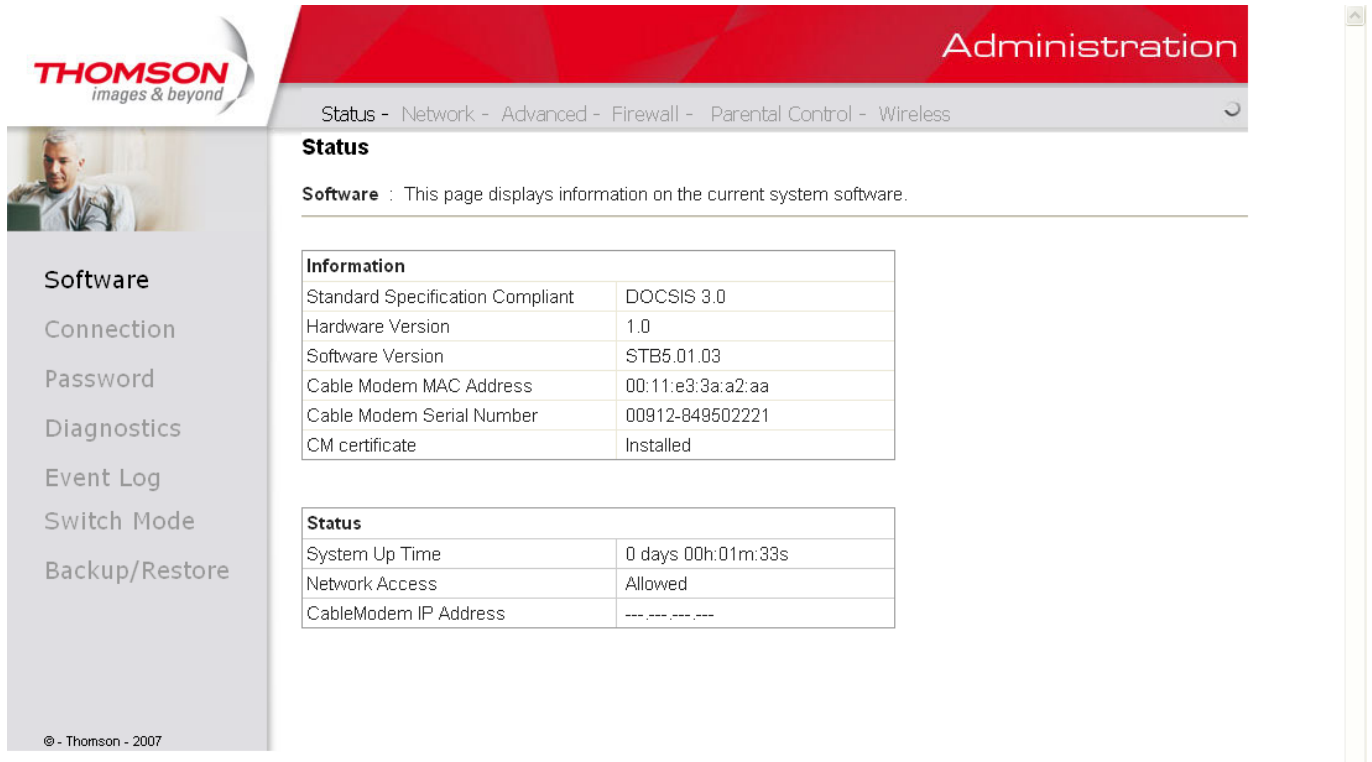 THOMSON
images & beyond
Administration
Status - Network - Advanced - Firewall - Parental Control - Wireless
Status
Software : This page displays information on the current system software.
Software
Connection
Password
Diagnostics
Event Log
Switch Mode
Backup/Restore
Information
Standard Specification Compliant DOCSIS 3.0
Hardware Version 1.0
Software Version STB5.01.03
Cable Modem MAC Address 00:11:e3:3a:a2:aa
Cable Modem Serial Number 00912-849502221
CM certificate Installed
Status
System Up Time 0 days 00h:01m:33s
Network Access Allowed
CableModem IP Address ---.---.---.---
© - Thomson - 2007